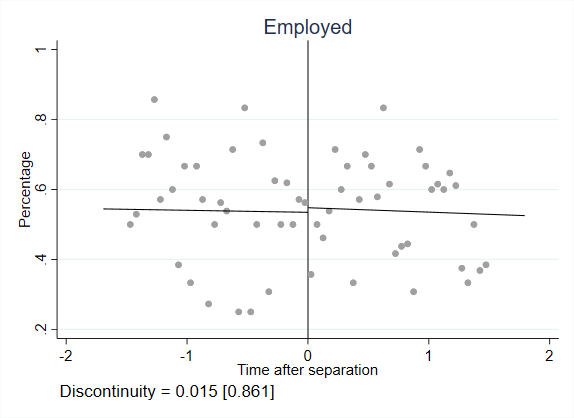 Employed
Percentage
1
.8
.6
.4
.2
-2
-1
0
1
2
Time after separation
Discontinuity = 0.015 [0.861]